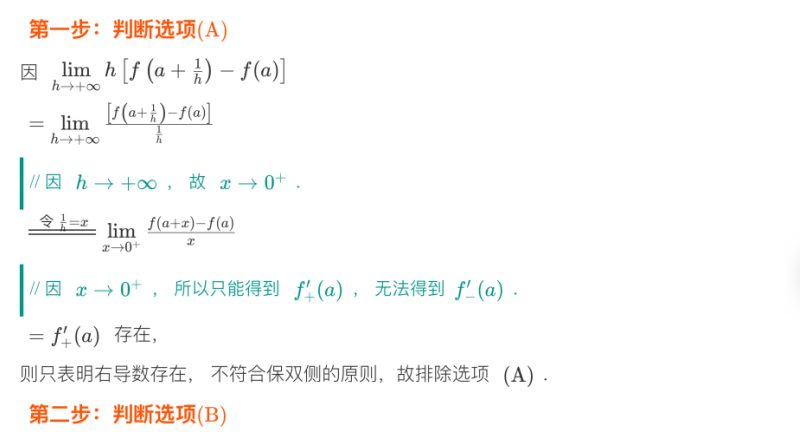 第一步：判断选项(A)
因 lim h→+∞ h [f (a + 1/h) − f(a)]
= lim h→+∞ [f(a+1/h)−f(a)] / 1/h
// 因 h → +∞ ， 故 x → 0⁺ .
令 1/h=x lim x→0⁺ f(a+x)−f(a) / x
// 因 x → 0⁺ ， 所以只能得到 f′₊(a) ， 无法得到 f′₋(a) .
= f′₊(a) 存在，
则只表明右导数存在， 不符合保双侧的原则，故排除选项 (A) .
第二步：判断选项(B)